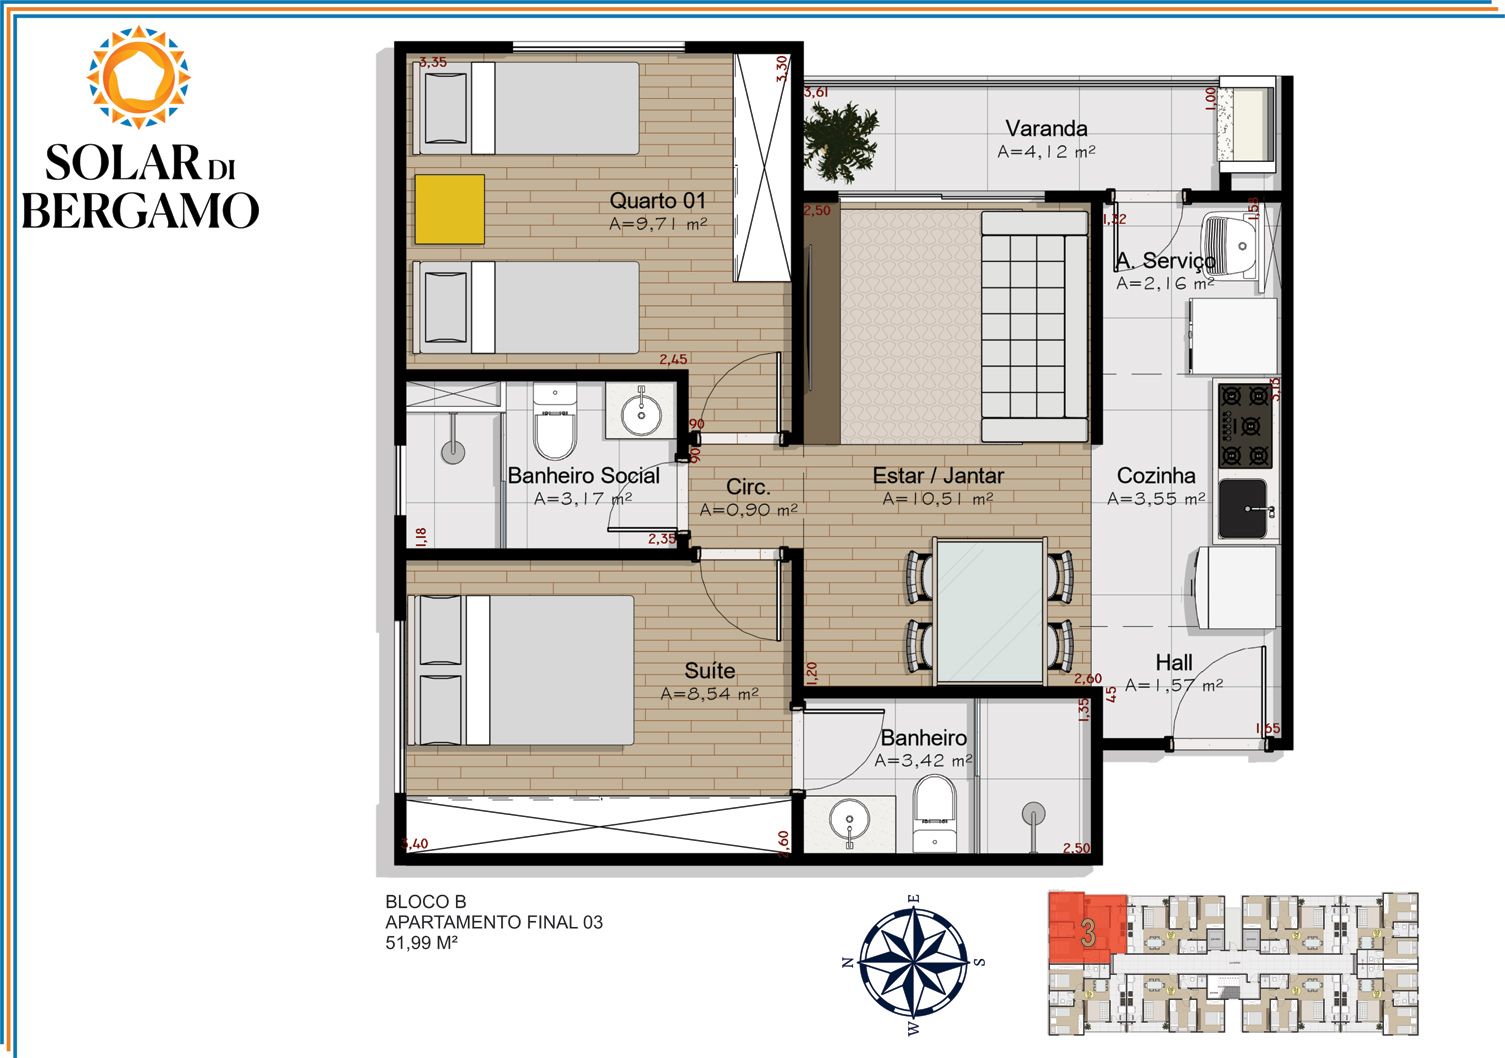 SOLAR DI
BERGAMO
3,35
3,30
Quarto 01
A=9,71 m²
2,45
3,61
1,00
Varanda
A=4,12 m²
2,50
1,32
1,58
A. Serviço
A=2,16 m²
90
90
Banheiro Social
A=3,17 m²
1,18
2,35
Circ.
A=0,90 m²
Estar / Jantar
A=10,51 m²
Cozinha
A=3,55 m²
3,13
Suíte
A=8,54 m²
3,40
2,60
1,20
2,60
Hall
A=1,57 m²
45
1,65
1,35
Banheiro
A=3,42 m²
2,50
BLOCO B
APARTAMENTO FINAL 03
51,99 M²
E
N
S
W
3